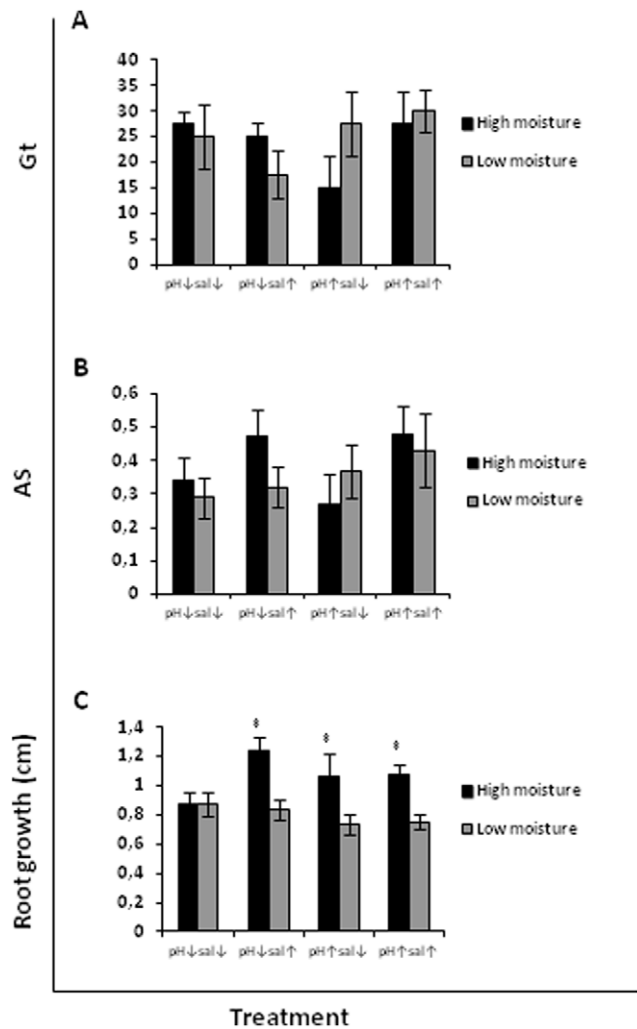 A
Gt
40
35
30
25
20
15
10
5
0
pH↓sal↓ pH↓sal↑ pH↑sal↓ pH↑sal↑
High moisture
Low moisture
B
AS
0,6
0,5
0,4
0,3
0,2
0,1
0
pH↓sal↓ pH↓sal↑ pH↑sal↓ pH↑sal↑
High moisture
Low moisture
C
Root growth (cm)
1,4
1,2
1
0,8
0,6
0,4
0,2
0
* * *
pH↓sal↓ pH↓sal↑ pH↑sal↓ pH↑sal↑
High moisture
Low moisture
Treatment